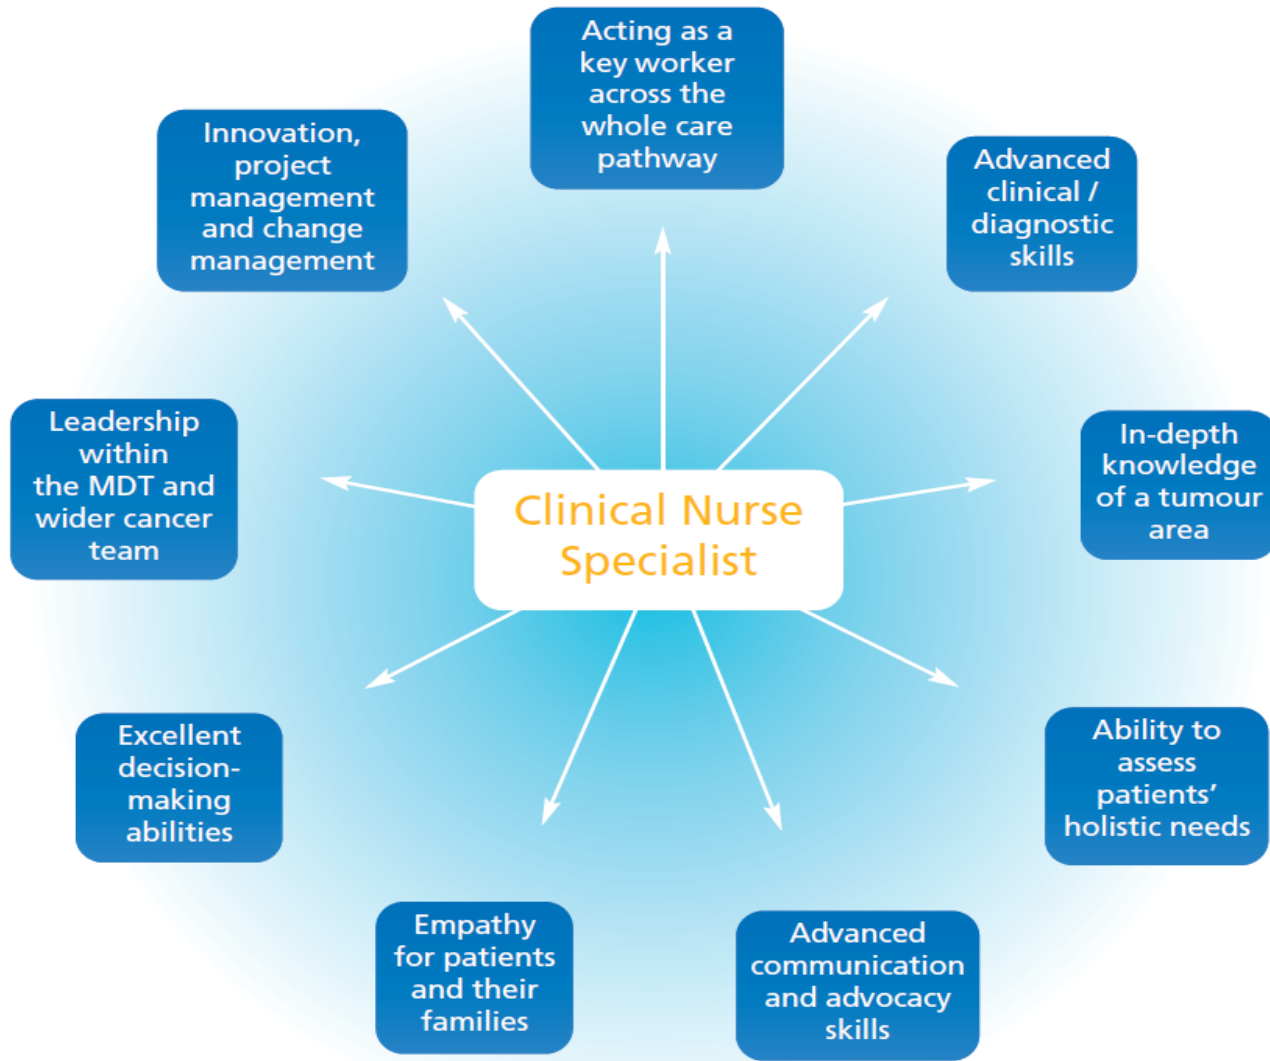 Acting as a
key worker
across the
whole care
pathway
Advanced
clinical /
diagnostic
skills
In-depth
knowledge
of a tumour
area
Ability to
assess
patients’
holistic needs
Advanced
communication
and advocacy
skills
Empathy
for patients
and their
families
Excellent
decision-
making
abilities
Leadership
within
the MDT and
wider cancer
team
Innovation,
project
management
and change
management
Clinical Nurse
Specialist